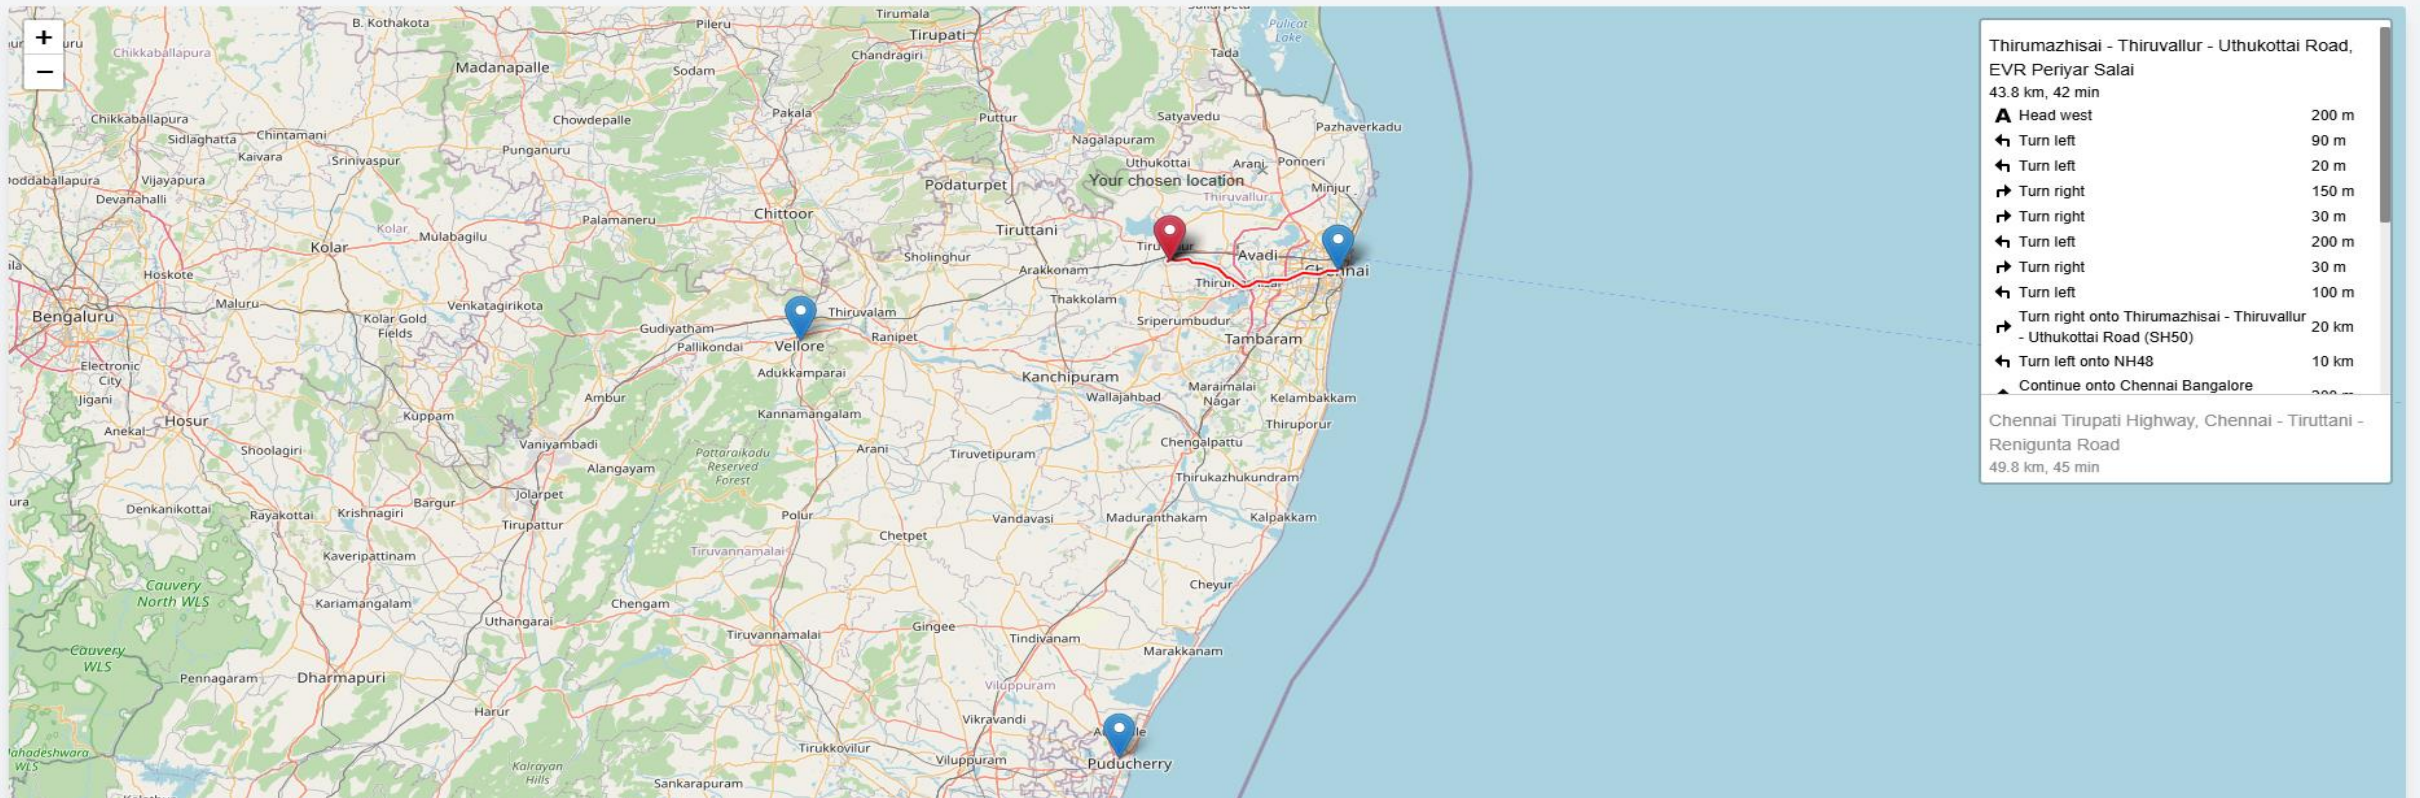 +
−
B. Kothakota
Pileru
Tirumala
Tirupati
Pulicat
Lake
Chikkaballapura
Chandragiri
Tada
Madanapalle
Sodam
Chikkaballapura
Chowdepalle
Pakala
Puttur
Satyavedu
Pazhaverkadu
Sidlaghatta
Chintamani
Nagalapuram
Kaivara
Srinivaspur
Punganuru
Uthukottai
Arani
Ponneri
Doddaballapura
Vijayapura
Podaturpet
Your chosen location
Minjur
Devanahalli
Thiruvallur
Palamaneru
Chittoor
Kolar
Mulabagilu
Tiruttani
Kolar
Sholinghur
Avadi
Hoskote
Arakkonam
Chennai
Maluru
Venkatagirikota
Thakkolam
Bengaluru
Kolar Gold
Fields
Thiruvalam
Sriperumbudur
Gudiyatham
Ranipet
Tambaram
Pallikondai
Vellore
Electronic
City
Adukkamparai
Kanchipuram
Maraimalai
Nagar
Jigani
Ambur
Wallajahbad
Kelambakkam
Hosur
Kuppam
Kannamangalam
Thiruporur
Anekal
Vaniyambadi
Chengalpattu
Shoolagiri
Pattaraikadu
Reserved
Forest
Arani
Tiruvetipuram
Alangayam
Thirukazhukundram
Bargur
Jolarpet
Denkanikottai
Rayakottai
Krishnagiri
Tirupattur
Polur
Vandavasi
Maduranthakam
Kalpakkam
Chetpet
Kaveripattinam
Tiruvannamalai
Cauvery
North WLS
Cheyur
Kariamangalam
Chengam
Uthangarai
Gingee
Tiruvannamalai
Tindivanam
Cauvery
WLS
Marakkanam
Pennagaram
Dharmapuri
Viluppuram
Harur
Vikravandi
Tirukkovilur
Viluppuram
Kalrayan
Hills
Puducherry
Sankarapuram
Thirumazhisai - Thiruvallur - Uthukottai Road,
EVR Periyar Salai
43.8 km, 42 min
A Head west 200 m
Turn left 90 m
Turn left 20 m
Turn right 150 m
Turn right 30 m
Turn left 200 m
Turn right 30 m
Turn left 100 m
Turn right onto Thirumazhisai - Thiruvallur
- Uthukottai Road (SH50) 20 km
Turn left onto NH48 10 km
Continue onto Chennai Bangalore
Chennai Tirupati Highway, Chennai - Tiruttani -
Renigunta Road
49.8 km, 45 min